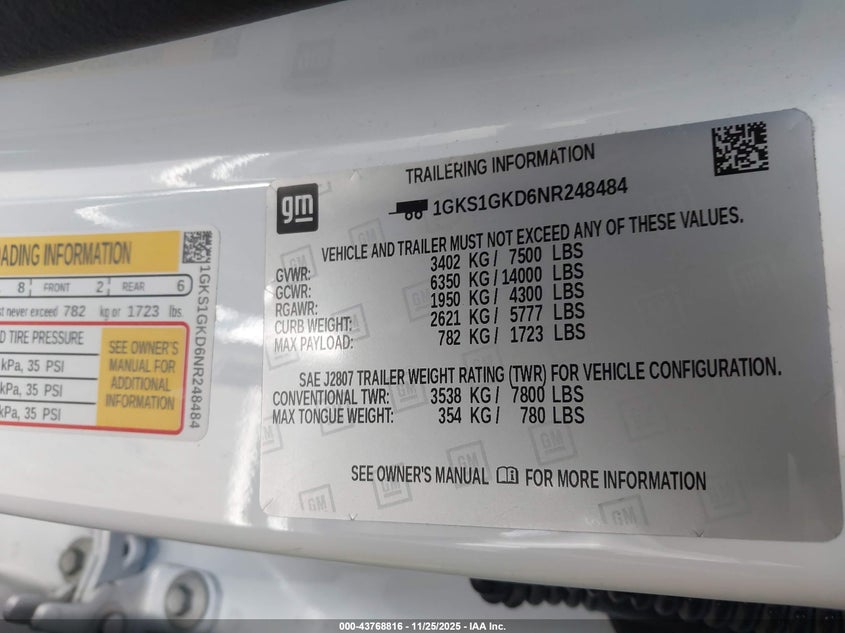 OADING INFORMATION
8 FRONT 2 REAR 6
t never exceed 782 kg or 1723 lbs.
D TIRE PRESSURE
kPa, 35 PSI
kPa, 35 PSI
kPa, 35 PSI
SEE OWNER'S
MANUAL FOR
ADDITIONAL
INFORMATION
1GKS1GKD6NR248484
gm
TRAILERING INFORMATION
1GKS1GKD6NR248484
VEHICLE AND TRAILER MUST NOT EXCEED ANY OF THESE VALUES.
GVWR: 3402 KG / 7500 LBS
GCWR: 6350 KG / 14000 LBS
RGAWR: 1950 KG / 4300 LBS
CURB WEIGHT: 2621 KG / 5777 LBS
MAX PAYLOAD: 782 KG / 1723 LBS
SAE J2807 TRAILER WEIGHT RATING (TWR) FOR VEHICLE CONFIGURATION.
CONVENTIONAL TWR: 3538 KG / 7800 LBS
MAX TONGUE WEIGHT: 354 KG / 780 LBS
SEE OWNER'S MANUAL FOR MORE INFORMATION
000-43768816 - 11/25/2025 - IAA Inc.